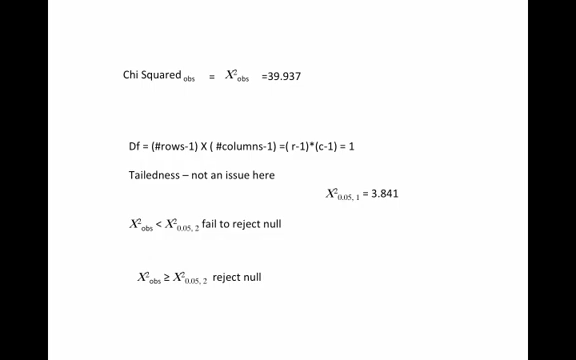 Chi Squared obs = X²obs =39.937
Df = (#rows-1) X ( #columns-1) =( r-1)*(c-1) = 1
Tailedness – not an issue here
X²0.05, 1 = 3.841
X²obs < X²0.05, 2 fail to reject null
X²obs ≥ X²0.05, 2 reject null